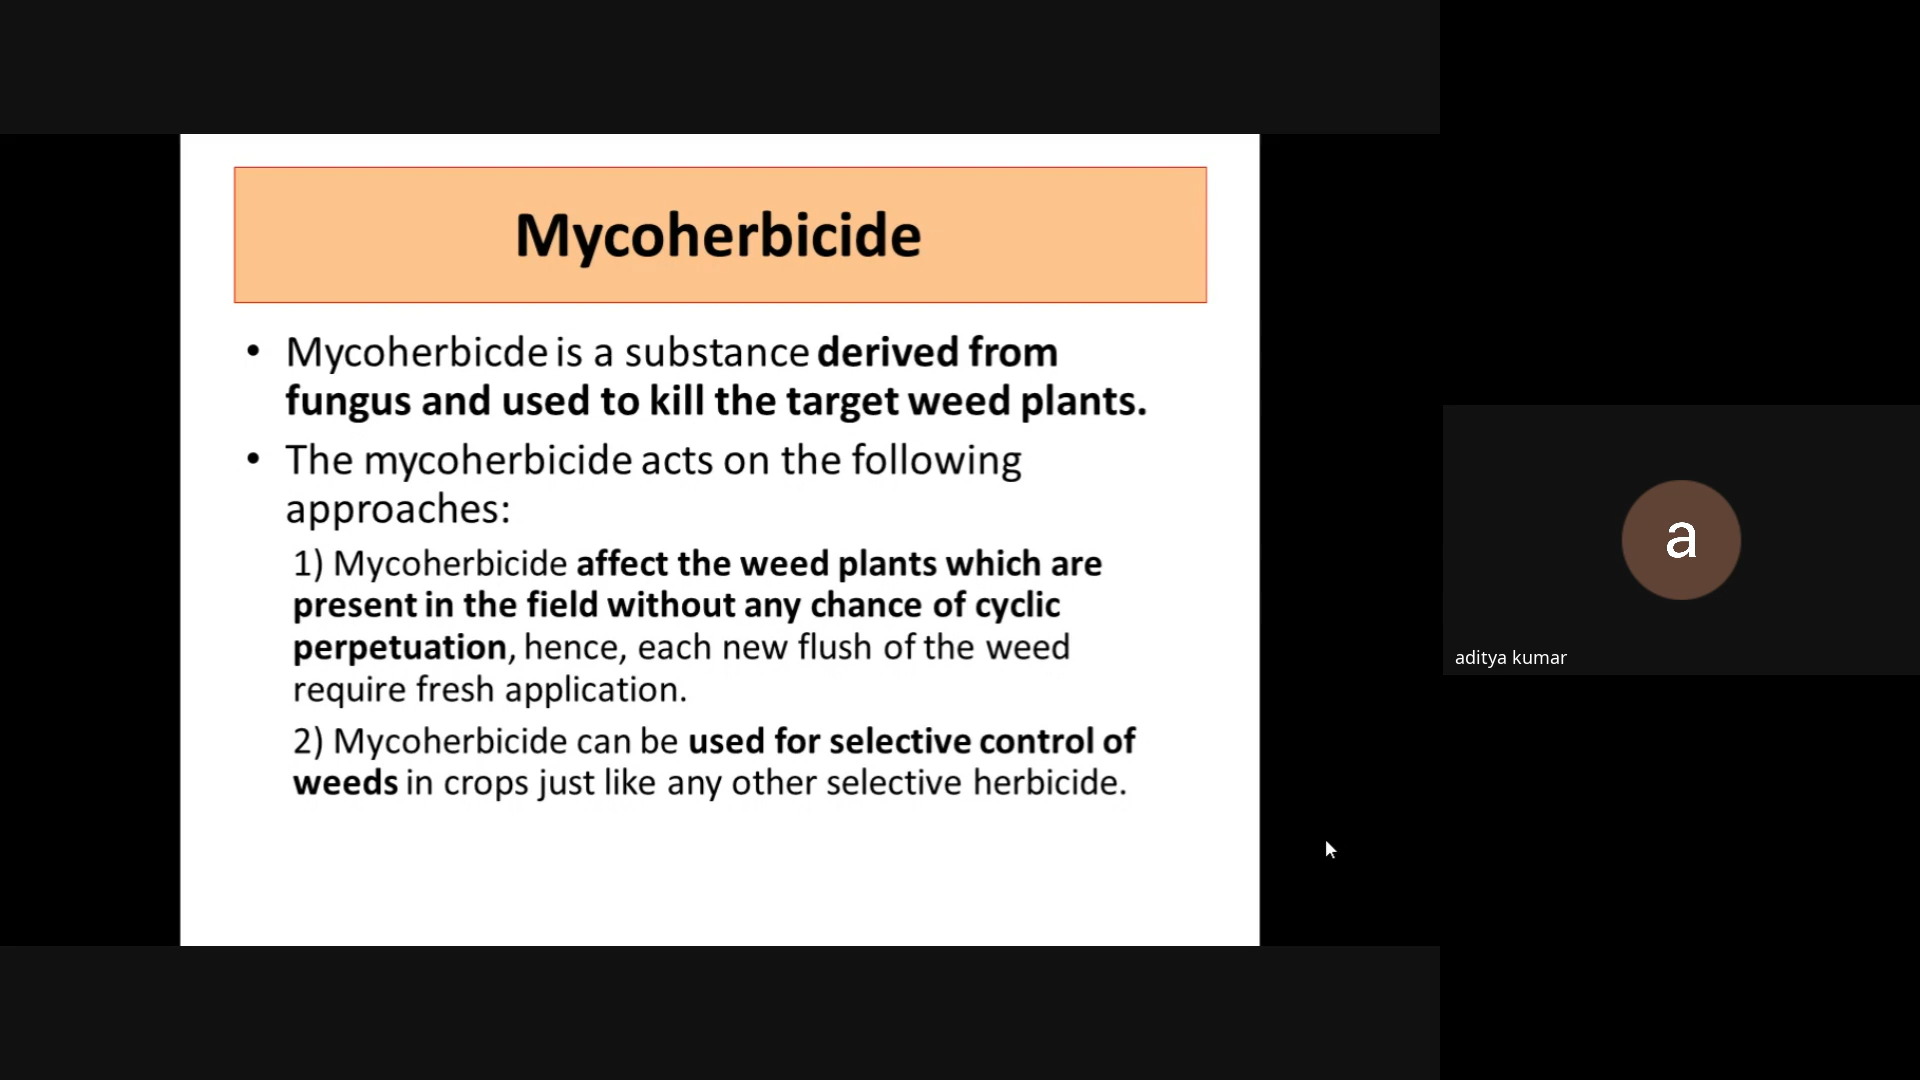 Mycoherbicide
• Mycoherbicde is a substance derived from
fungus and used to kill the target weed plants.
• The mycoherbicide acts on the following
approaches:
1) Mycoherbicide affect the weed plants which are
present in the field without any chance of cyclic
perpetuation, hence, each new flush of the weed
require fresh application.
2) Mycoherbicide can be used for selective control of
weeds in crops just like any other selective herbicide.
a
aditya kumar